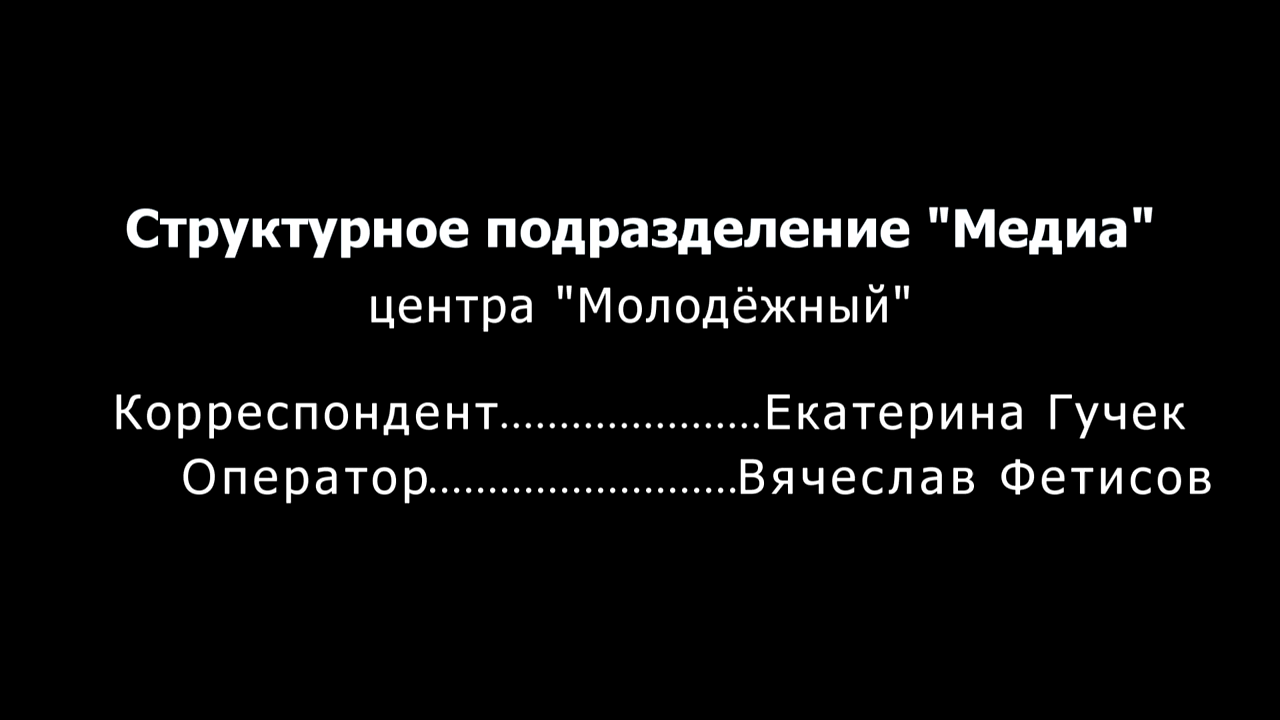 Структурное подразделение "Медиа"
центра "Молодёжный"
Корреспондент......................Екатерина Гучек
Оператор..........................Вячеслав Фетисов